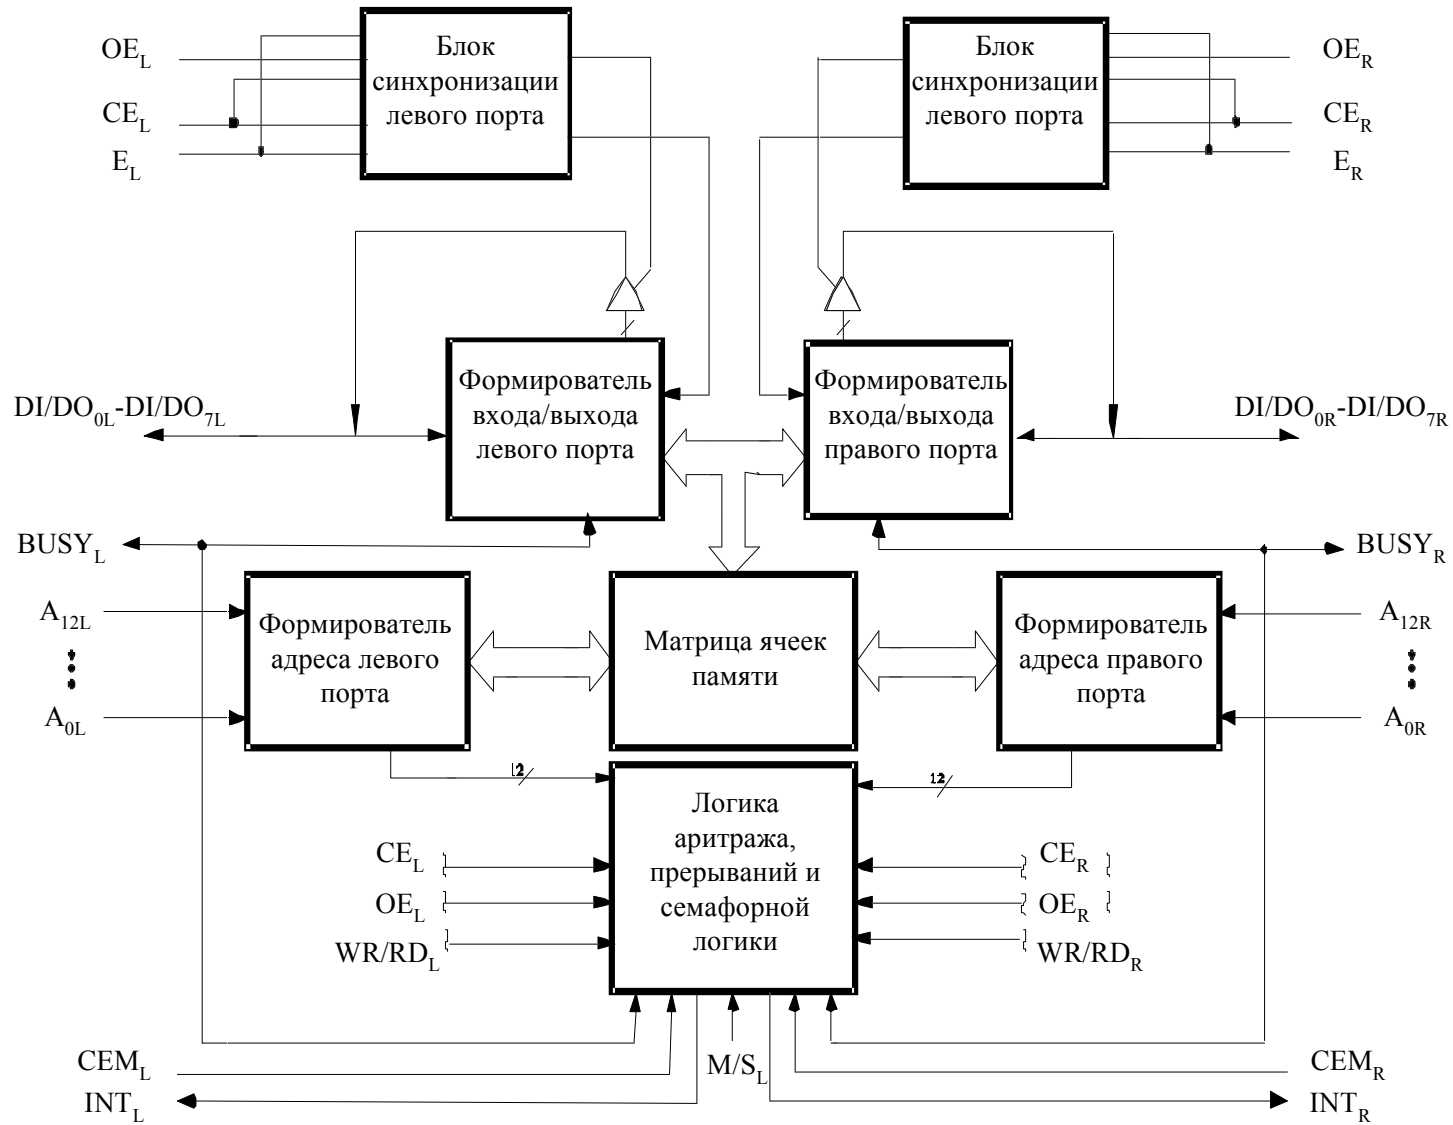 OE_L
Блок
синхронизации
левого порта
Блок
синхронизации
левого порта
OE_R
CE_L
CE_R
E_L
E_R
DI/DO_0L-DI/DO_7L
Формирователь
входа/выхода
левого порта
Формирователь
входа/выхода
правого порта
DI/DO_0R-DI/DO_7R
BUSY_L
BUSY_R
A_12L
A_0L
Формирователь
адреса левого
порта
Матрица ячеек
памяти
Формирователь
адреса правого
порта
A_12R
A_0R
12
12
Логика
аритража,
прерываний и
семафорной
логики
CE_L
OE_L
WR/RD_L
CE_R
OE_R
WR/RD_R
CEM_L
INT_L
M/S_L
CEM_R
INT_R